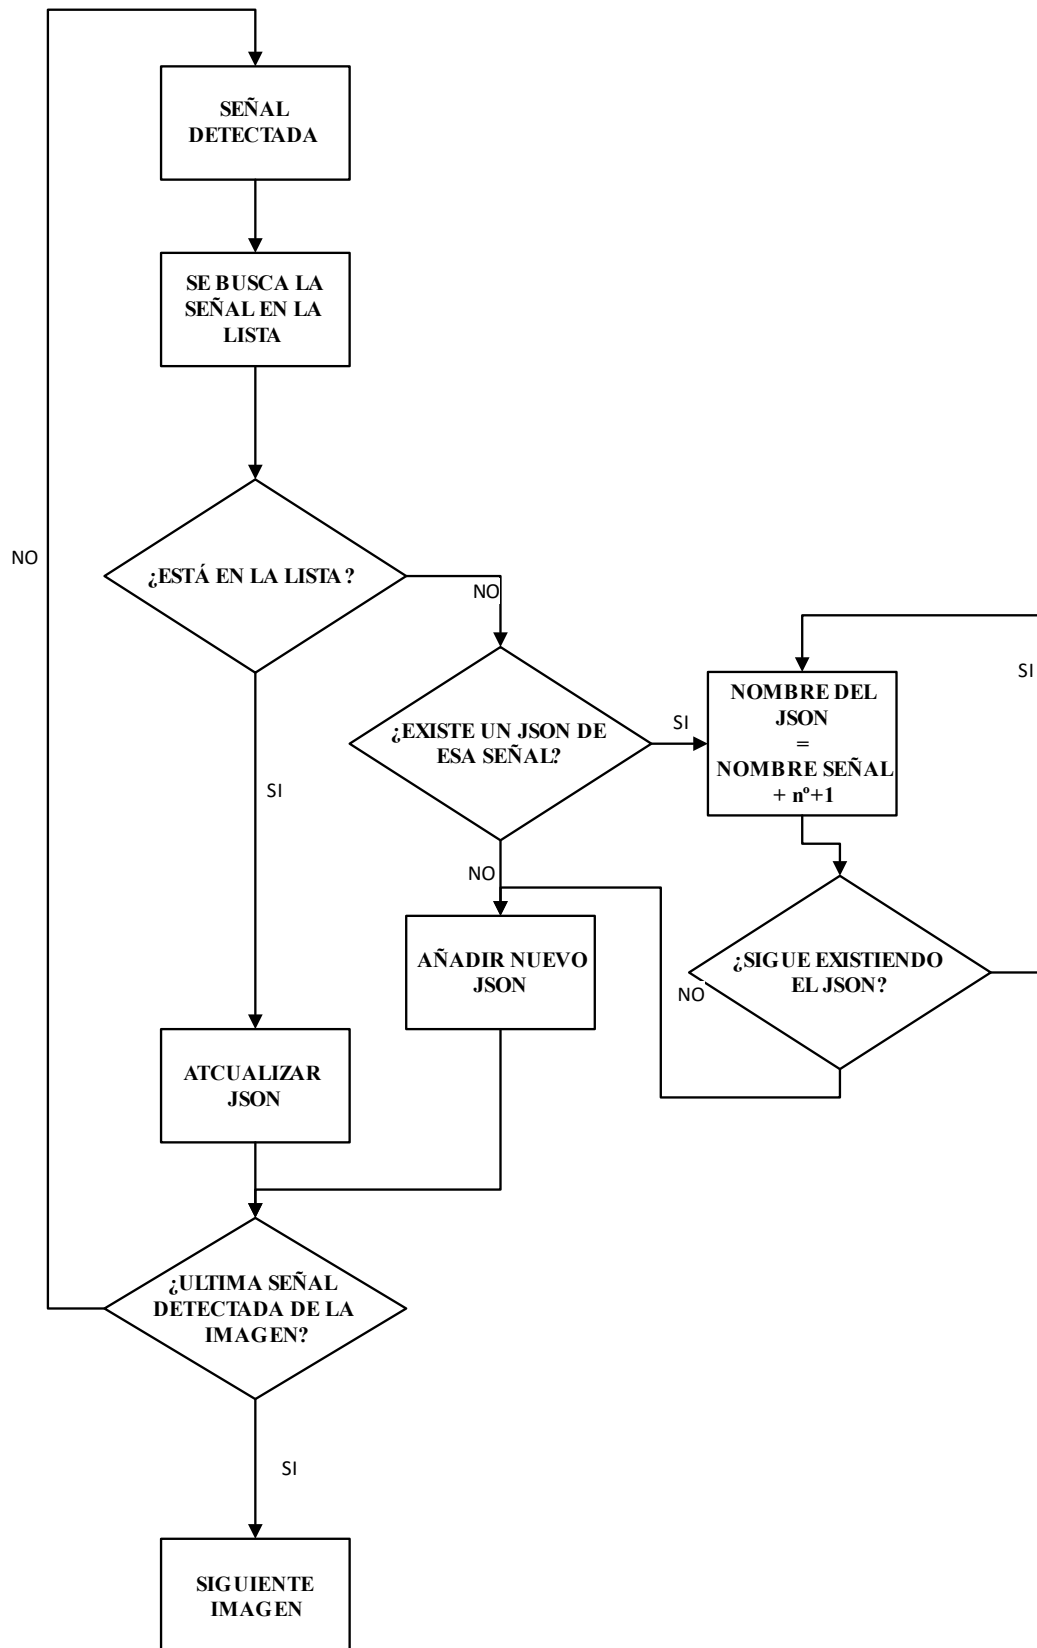 SEÑAL
DETECTADA
SE BUSCA LA
SEÑAL EN LA
LISTA
NO
¿ESTÁ EN LA LISTA?
NO
SI
¿EXISTE UN JSON DE
ESA SEÑAL?
SI
NOMBRE DEL
JSON
=
NOMBRE SEÑAL
+ nº+1
SI
NO
AÑADIR NUEVO
JSON
¿SIGUE EXISTIENDO
EL JSON?
NO
ATCUALIZAR
JSON
¿ULTIMA SEÑAL
DETECTADA DE LA
IMAGEN?
SI
SIGUIENTE
IMAGEN